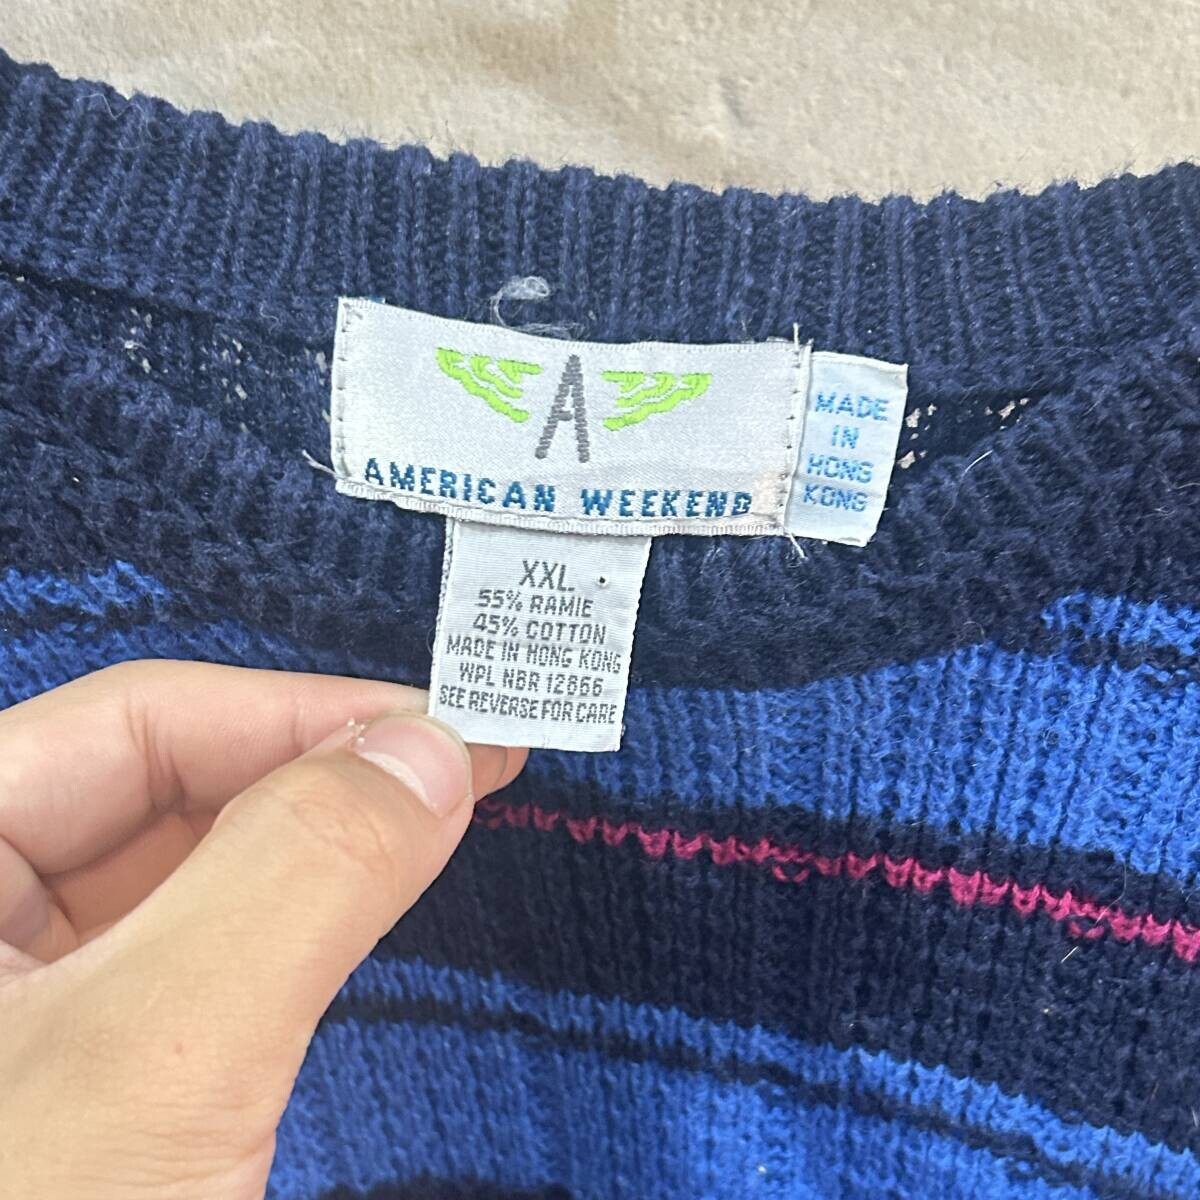 A
AMERICAN WEEKEND
MADE
IN
HONG
KONG
XXL
55% RAMIE
45% COTTON
MADE IN HONG KONG
WPL NBR 12866
SEE REVERSE FOR CARE